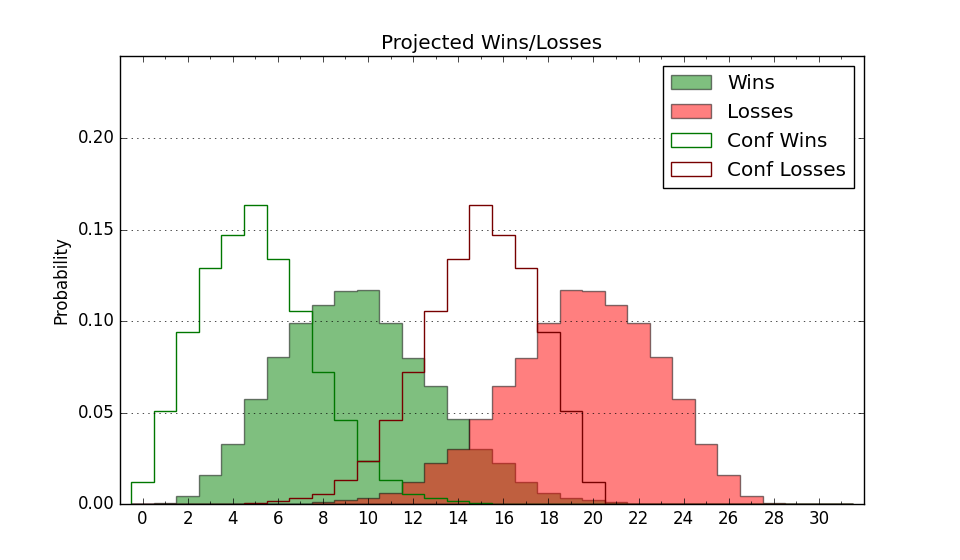 Projected Wins/Losses
Wins
Losses
Conf Wins
Conf Losses
Probability
0.20
0.15
0.10
0.05
0.00
0 2 4 6 8 10 12 14 16 18 20 22 24 26 28 30